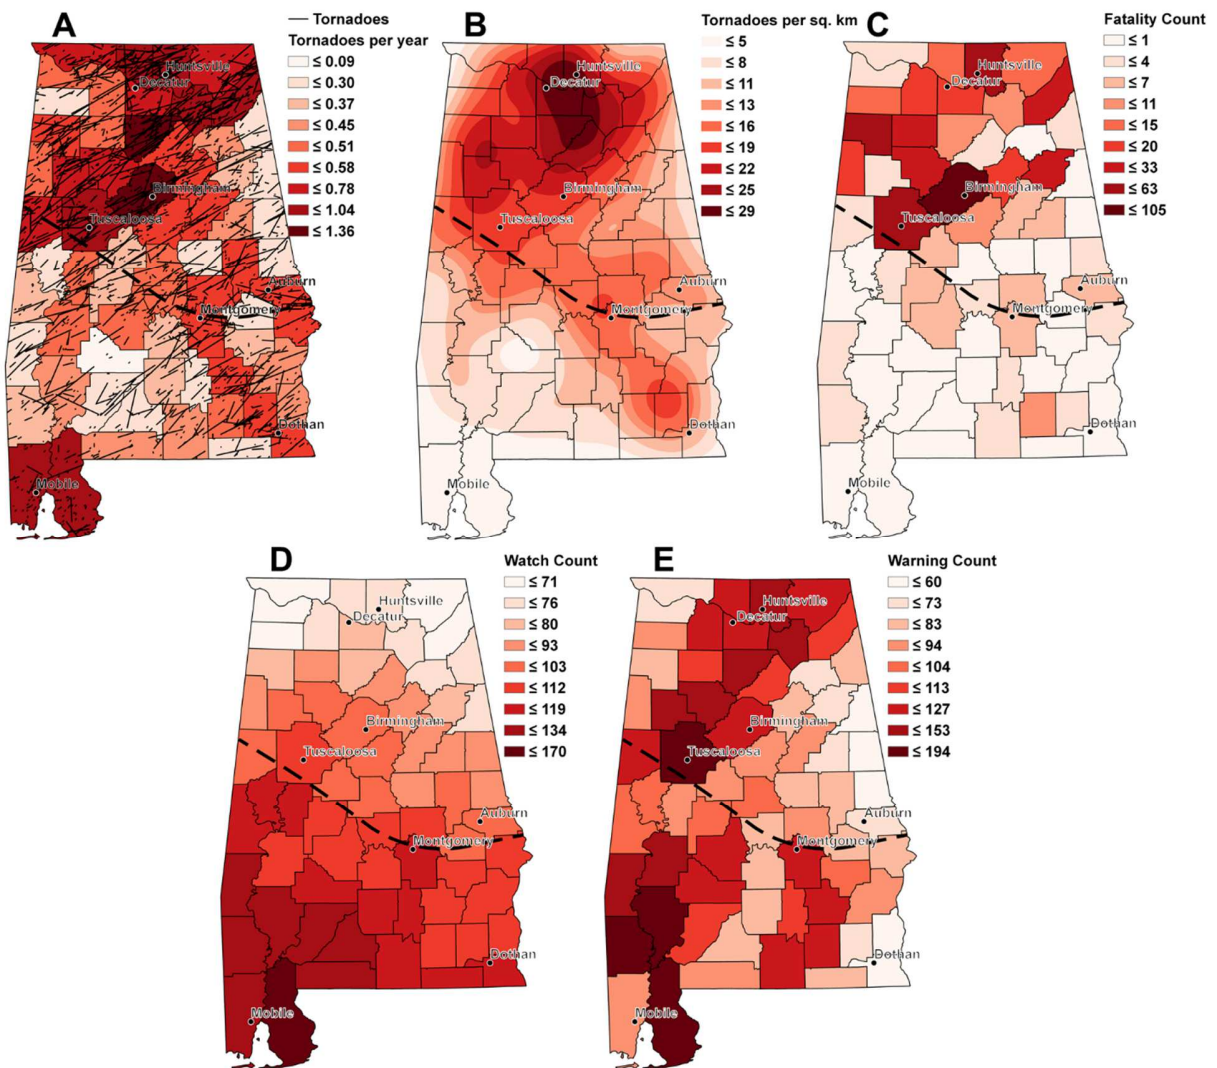 A
— Tornadoes
Tornadoes per year
≤ 0.09
≤ 0.30
≤ 0.37
≤ 0.45
≤ 0.51
≤ 0.58
≤ 0.78
≤ 1.04
≤ 1.36
Huntsville
Decatur
Birmingham
Tuscaloosa
Auburn
Montgomery
Dothan
Mobile
B
Tornadoes per sq. km
≤ 5
≤ 8
≤ 11
≤ 13
≤ 16
≤ 19
≤ 22
≤ 25
≤ 29
Huntsville
Decatur
Birmingham
Tuscaloosa
Auburn
Montgomery
Dothan
Mobile
C
Fatality Count
≤ 1
≤ 4
≤ 7
≤ 11
≤ 15
≤ 20
≤ 33
≤ 63
≤ 105
Huntsville
Decatur
Birmingham
Tuscaloosa
Auburn
Montgomery
Dothan
Mobile
D
Watch Count
≤ 71
≤ 76
≤ 80
≤ 93
≤ 103
≤ 112
≤ 119
≤ 134
≤ 170
Huntsville
Decatur
Birmingham
Tuscaloosa
Auburn
Montgomery
Dothan
Mobile
E
Warning Count
≤ 60
≤ 73
≤ 83
≤ 94
≤ 104
≤ 113
≤ 127
≤ 153
≤ 194
Huntsville
Decatur
Birmingham
Tuscaloosa
Auburn
Montgomery
Dothan
Mobile